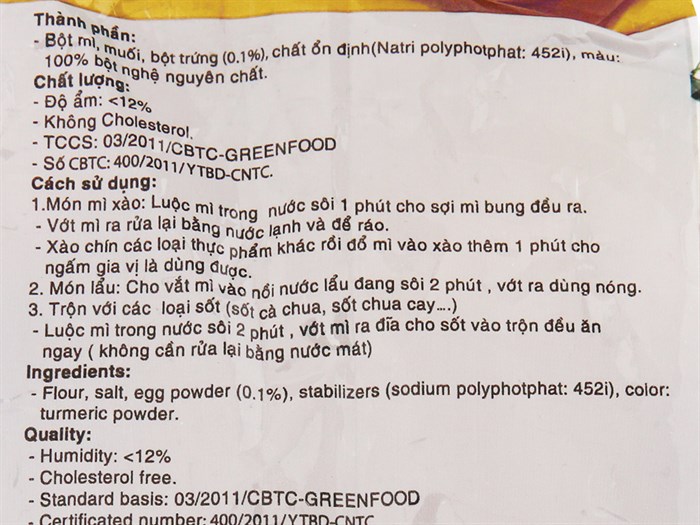 Thành phần:
- Bột mì, muối, bột trứng (0.1%), chất ổn định(Natri polyphotphat: 452i), màu:
100% bột nghệ nguyên chất.
Chất lượng:
- Độ ẩm: <12%
- Không Cholesterol.
- TCCS: 03/2011/CBTC-GREENFOOD
- Số CBTC: 400/2011/YTBD-CNTC.
Cách sử dụng:
1.Món mì xào: Luộc mì trong nước sôi 1 phút cho sợi mì bung đều ra.
- Vớt mì ra rửa lại bằng nước lạnh và để ráo.
- Xào chín các loại thực phẩm khác rồi đổ mì vào xào thêm 1 phút cho
ngấm gia vị là dùng được.
2. Món lẩu: Cho vắt mì vào nồi nước lẩu đang sôi 2 phút , vớt ra dùng nóng.
3. Trộn với các loại sốt (sốt cà chua, sốt chua cay....)
- Luộc mì trong nước sôi 2 phút , vớt mì ra đĩa cho sốt vào trộn đều ăn
ngay ( không cần rửa lại bằng nước mát)
Ingredients:
- Flour, salt, egg powder (0.1%), stabilizers (sodium polyphotphat: 452i), color:
turmeric powder.
Quality:
- Humidity: <12%
- Cholesterol free.
- Standard basis: 03/2011/CBTC-GREENFOOD
- Certificated number: 400/2011/YTBD-CNTC